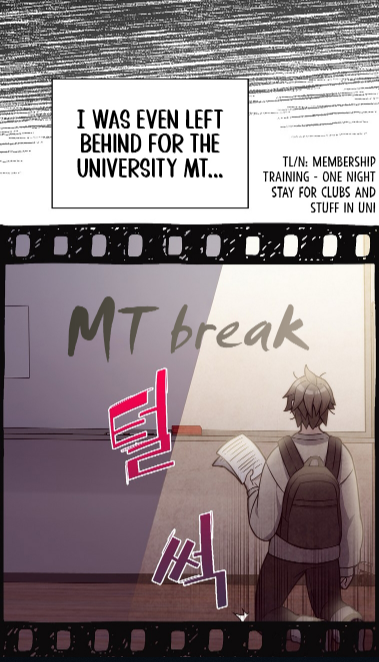 I WAS EVEN LEFT
BEHIND FOR THE
UNIVERSITY MT...
TL/N: MEMBERSHIP
TRAINING - ONE NIGHT
STAY FOR CLUBS AND
STUFF IN UNI
MT break
털
썩